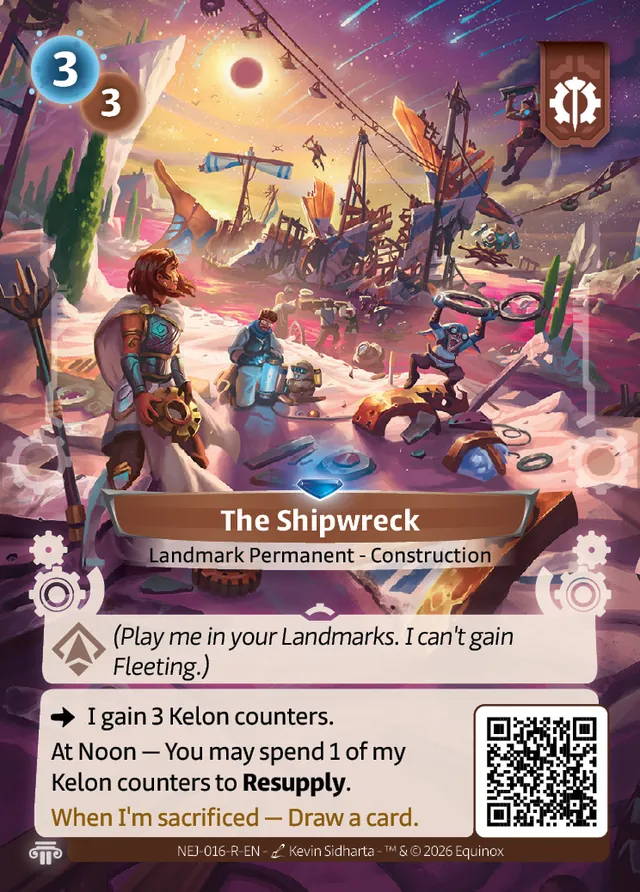 3
3
The Shipwreck
Landmark Permanent - Construction
(Play me in your Landmarks. I can't gain
Fleeting.)
I gain 3 Kelon counters.
At Noon — You may spend 1 of my
Kelon counters to Resupply.
When I'm sacrificed — Draw a card.
NEJ-016-R-EN - Kevin Sidharta - ™ & © 2026 Equinox